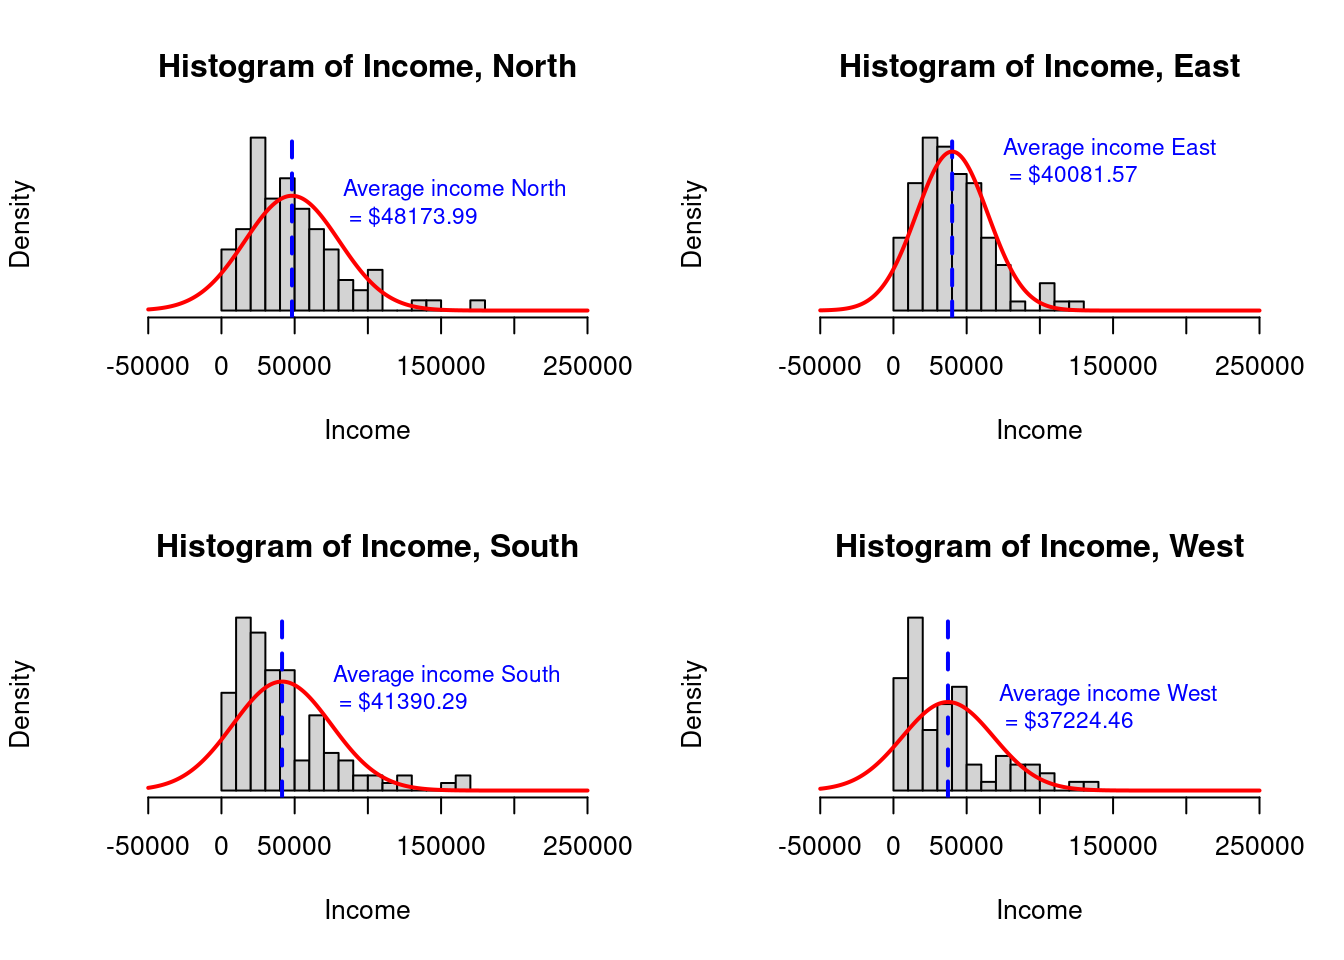 Histogram of Income, North
Density
Average income North
= $48173.99
-50000 0 50000 150000 250000
Income
Histogram of Income, East
Density
Average income East
= $40081.57
-50000 0 50000 150000 250000
Income
Histogram of Income, South
Density
Average income South
= $41390.29
-50000 0 50000 150000 250000
Income
Histogram of Income, West
Density
Average income West
= $37224.46
-50000 0 50000 150000 250000
Income